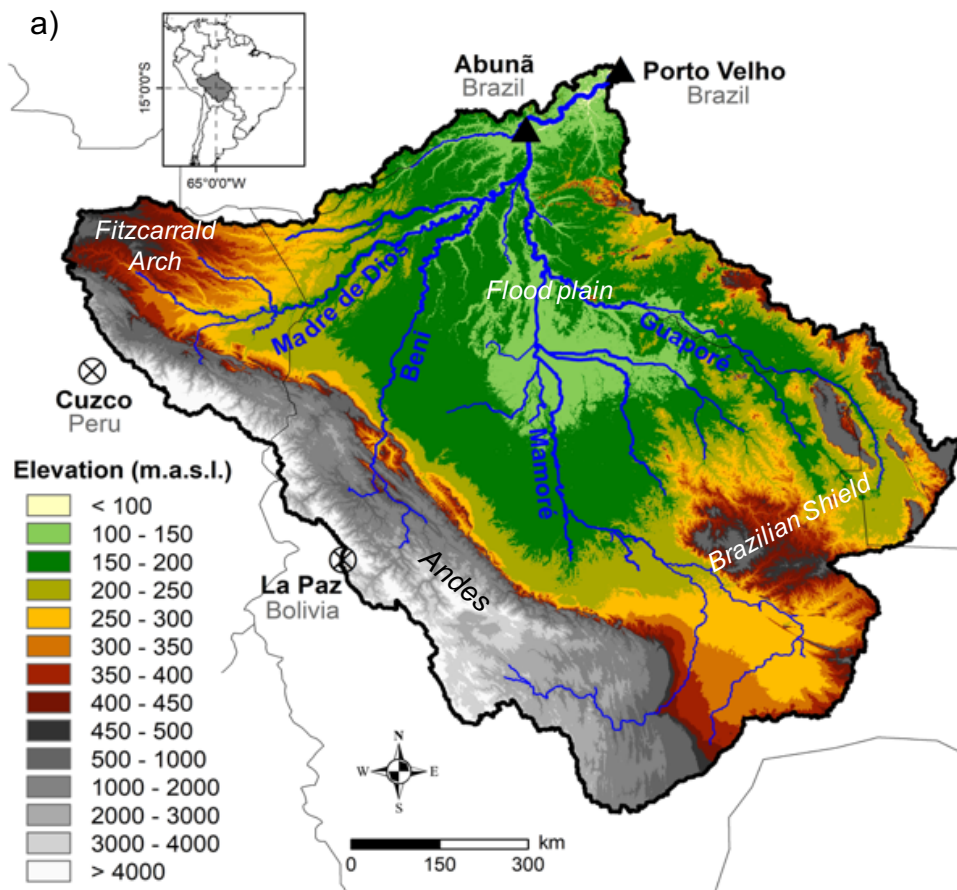 a)
15°0'0"S
65°0'0"W
Abunã
Brazil
Porto Velho
Brazil
Fitzcarrald
Arch
Madre de Dios
Beni
Flood plain
Guaporé
Mamoré
Cuzco
Peru
Brazilian Shield
Andes
La Paz
Bolivia
Elevation (m.a.s.l.)
< 100
100 - 150
150 - 200
200 - 250
250 - 300
300 - 350
350 - 400
400 - 450
450 - 500
500 - 1000
1000 - 2000
2000 - 3000
3000 - 4000
> 4000
N
W E
S
km
0 150 300